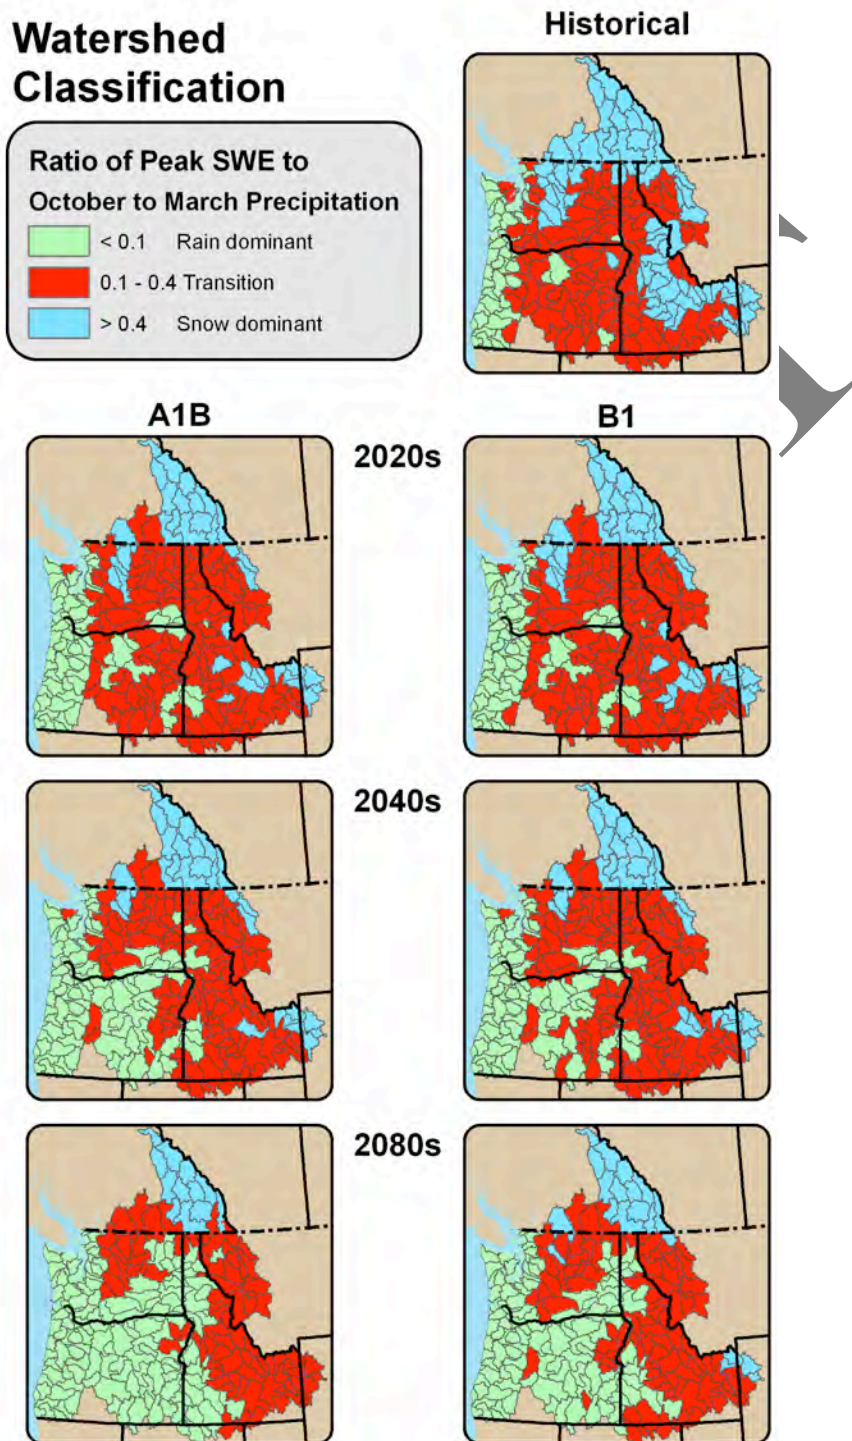 Watershed
Classification
Historical
Ratio of Peak SWE to
October to March Precipitation
< 0.1 Rain dominant
0.1 - 0.4 Transition
> 0.4 Snow dominant
A1B
B1
2020s
2040s
2080s